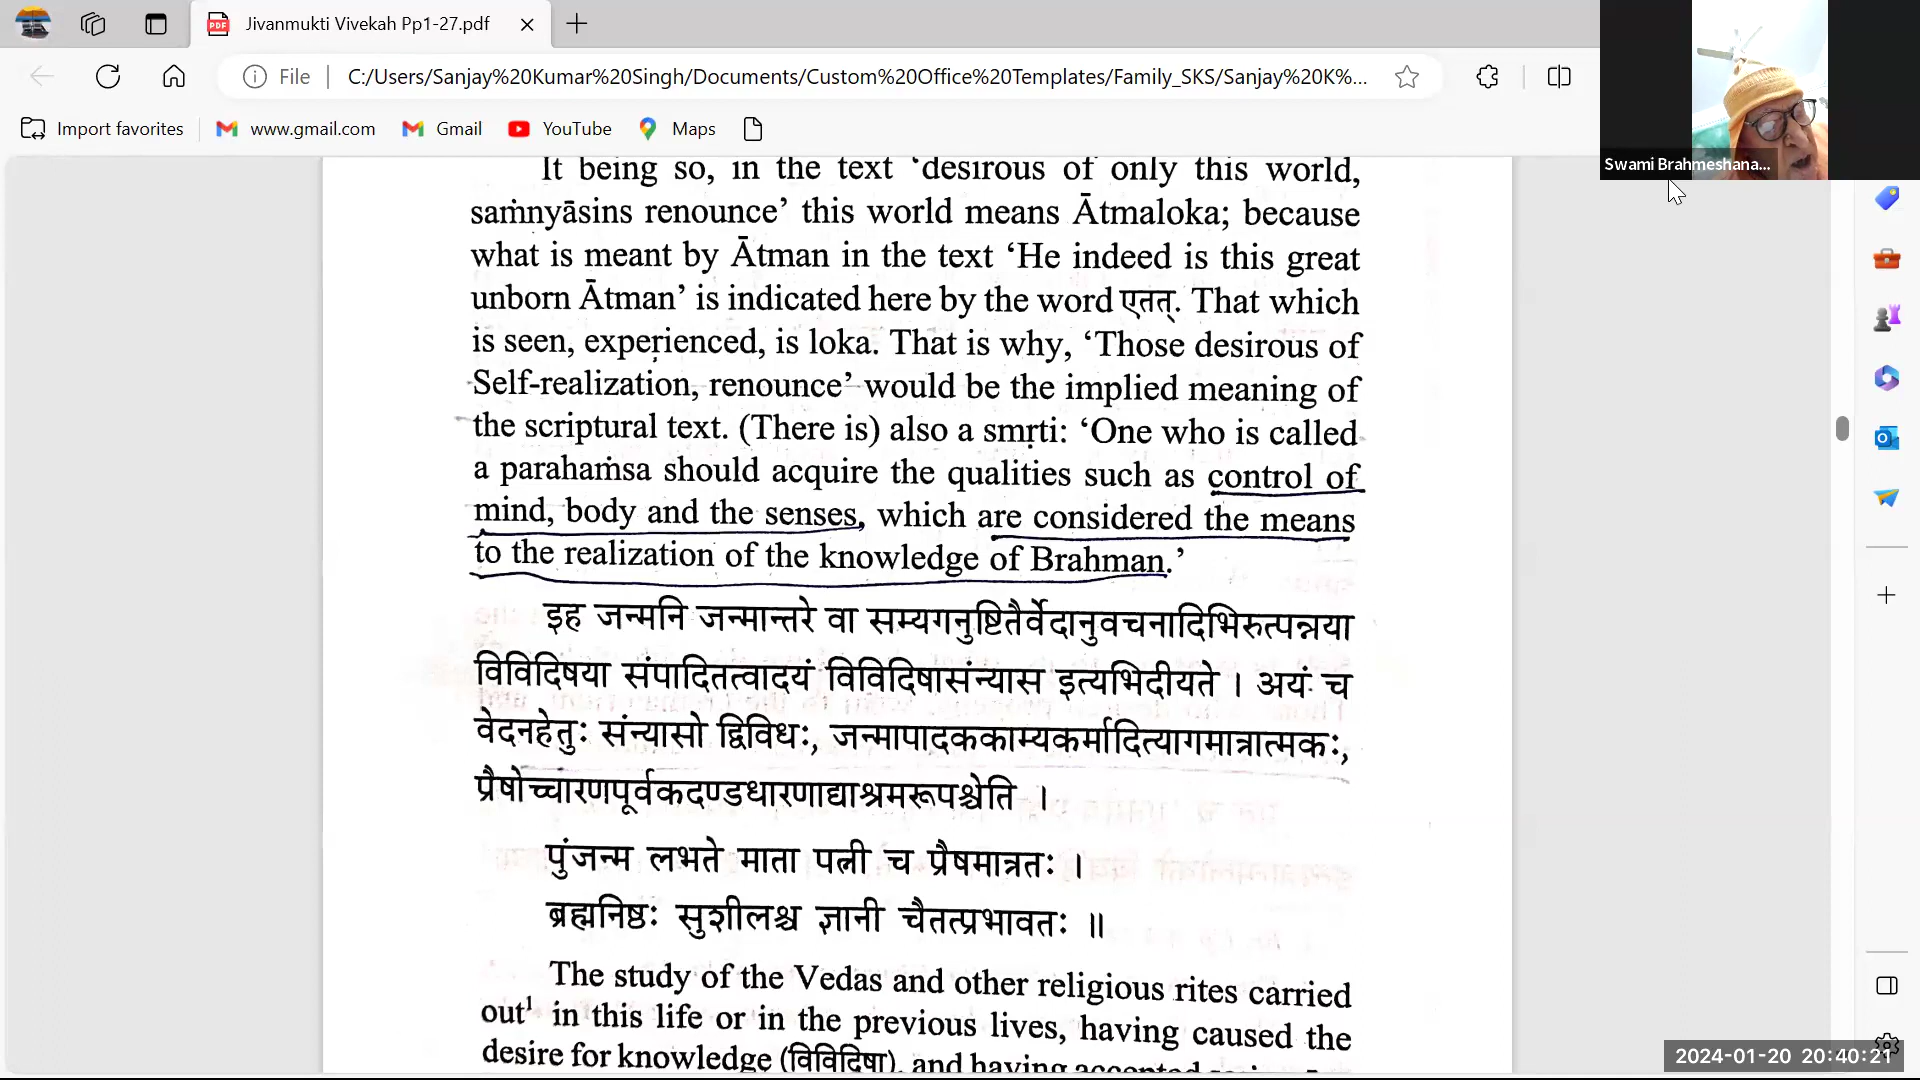 Jivanmukti Vivekah Pp1-27.pdf
File
C:/Users/Sanjay%20Kumar%20Singh/Documents/Custom%20Office%20Templates/Family_SKS/Sanjay%20K%...
Import favorites
www.gmail.com
Gmail
YouTube
Maps
Swami Brahmeshana...
It being so, in the text ‘desirous of only this world,
saṁnyāsins renounce’ this world means Ātmaloka; because
what is meant by Ātman in the text ‘He indeed is this great
unborn Ātman’ is indicated here by the word एतत्. That which
is seen, experienced, is loka. That is why, ‘Those desirous of
Self-realization, renounce’ would be the implied meaning of
the scriptural text. (There is) also a smṛti: ‘One who is called
a parahaṁsa should acquire the qualities such as control of
mind, body and the senses, which are considered the means
to the realization of the knowledge of Brahman.’
इह जन्मनि जन्मान्तरे वा सम्यगनुष्टितैर्वेदानुवचनादिभिरुत्पन्नया
विविदिषया संपादितत्वादयं विविदिषासंन्यास इत्यभिदीयते । अयं च
वेदनहेतुः संन्यासो द्विविधः, जन्मापादककाम्यकर्मादित्यागमात्रात्मकः,
प्रैषोच्चारणपूर्वकदण्डधारणाद्याश्रमरूपश्चेति ।
पुंजन्म लभते माता पत्नी च प्रैषमात्रतः ।
ब्रह्मनिष्ठः सुशीलश्च ज्ञानी चैतत्प्रभावतः ॥
The study of the Vedas and other religious rites carried
out¹ in this life or in the previous lives, having caused the
desire for knowledge (विविदिषा), and having accepted
2024-01-20 20:40:21